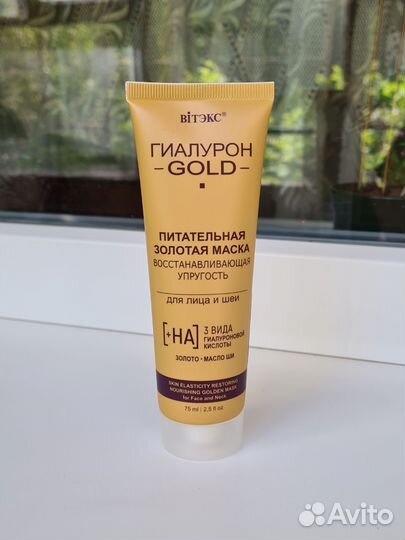 ВIТЭКС®
ГИАЛУРОН
–GOLD–
ПИТАТЕЛЬНАЯ
ЗОЛОТАЯ МАСКА
ВОССТАНАВЛИВАЮЩАЯ
УПРУГОСТЬ
для лица и шеи
[+HA] 3 ВИДА
ГИАЛУРОНОВОЙ
КИСЛОТЫ
ЗОЛОТО • МАСЛО ШИ
SKIN ELASTICITY RESTORING
NOURISHING GOLDEN MASK
for Face and Neck
75 ml | 2,5 fl oz
Avito